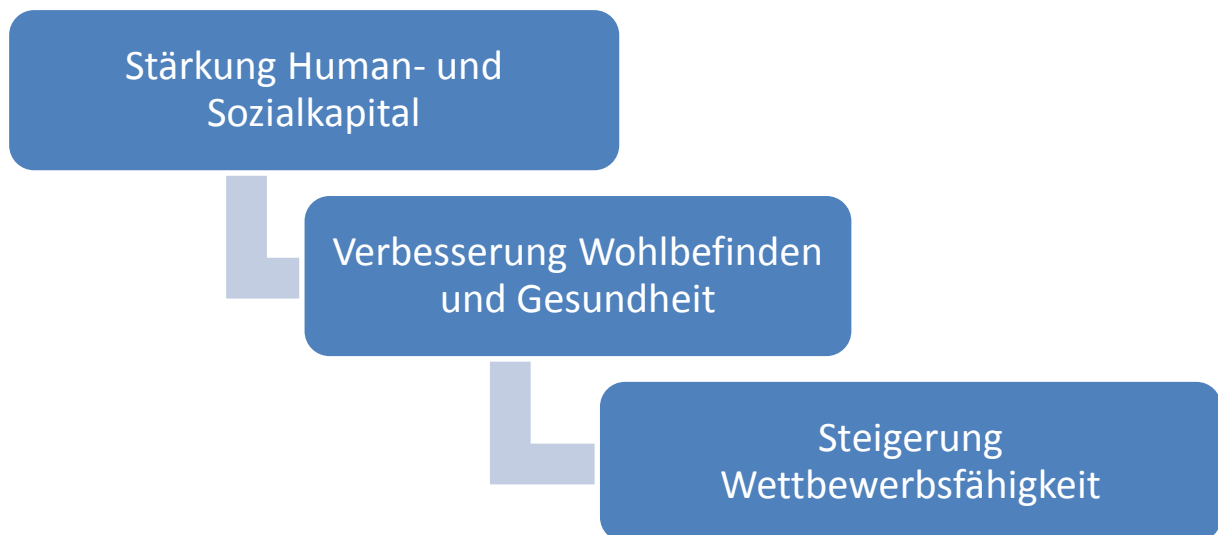 Stärkung Human- und
Sozialkapital
Verbesserung Wohlbefinden
und Gesundheit
Steigerung
Wettbewerbsfähigkeit